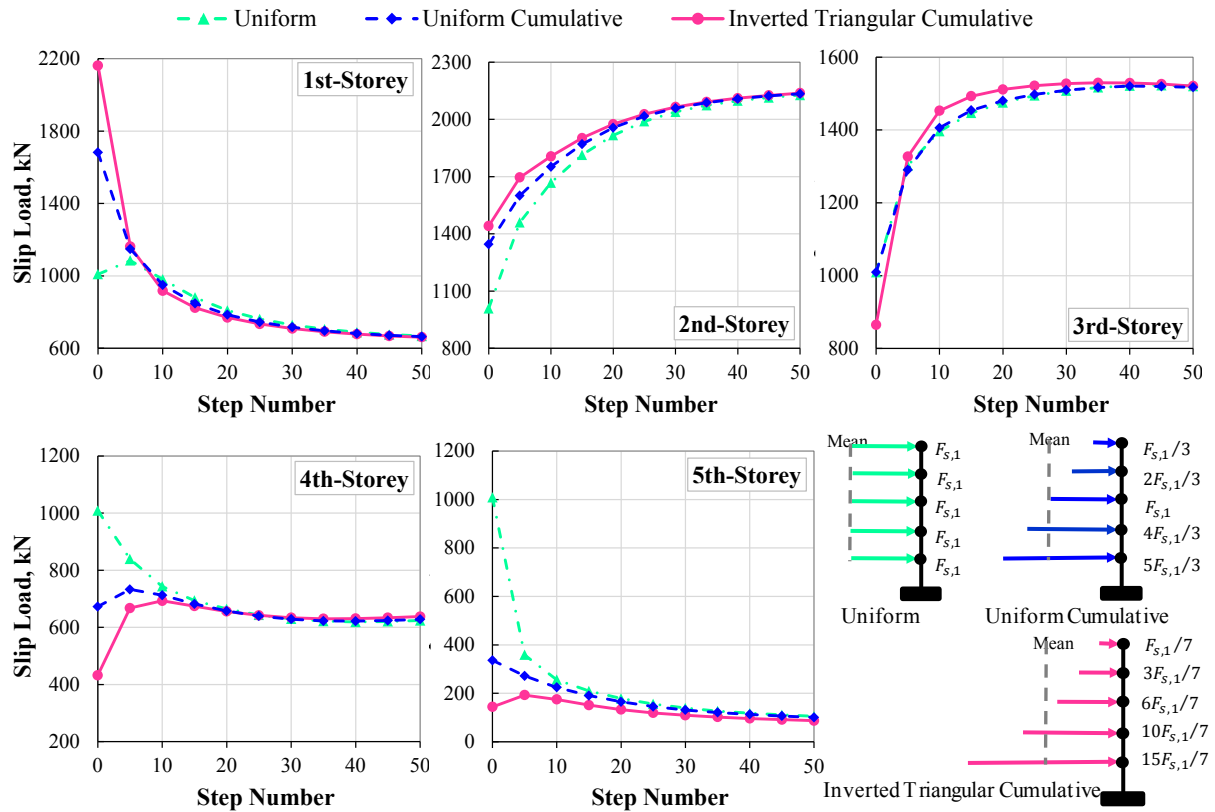 Uniform
Uniform Cumulative
Inverted Triangular Cumulative
Slip Load, kN
2200
1800
1400
1000
600
1st-Storey
0 10 20 30 40 50
Step Number
2300
2000
1700
1400
1100
800
2nd-Storey
0 10 20 30 40 50
Step Number
1600
1400
1200
1000
800
3rd-Storey
0 10 20 30 40 50
Step Number
Slip Load, kN
1200
1000
800
600
400
200
4th-Storey
0 10 20 30 40 50
Step Number
1200
1000
800
600
400
200
0
5th-Storey
0 10 20 30 40 50
Step Number
Mean
F_{s,1}
F_{s,1}
F_{s,1}
F_{s,1}
F_{s,1}
Uniform
Mean
F_{s,1}/3
2F_{s,1}/3
F_{s,1}
4F_{s,1}/3
5F_{s,1}/3
Uniform Cumulative
Mean
F_{s,1}/7
3F_{s,1}/7
6F_{s,1}/7
10F_{s,1}/7
15F_{s,1}/7
Inverted Triangular Cumulative